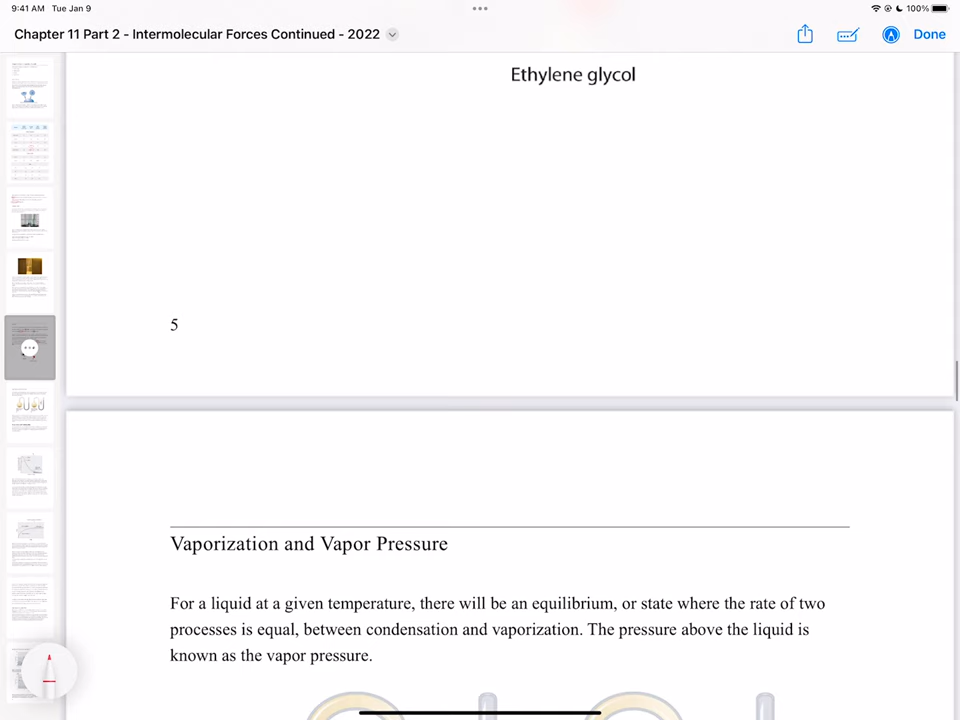 9:41 AM Tue Jan 9
100%
Chapter 11 Part 2 - Intermolecular Forces Continued - 2022
Done
Ethylene glycol
5
Vaporization and Vapor Pressure
For a liquid at a given temperature, there will be an equilibrium, or state where the rate of two
processes is equal, between condensation and vaporization. The pressure above the liquid is
known as the vapor pressure.